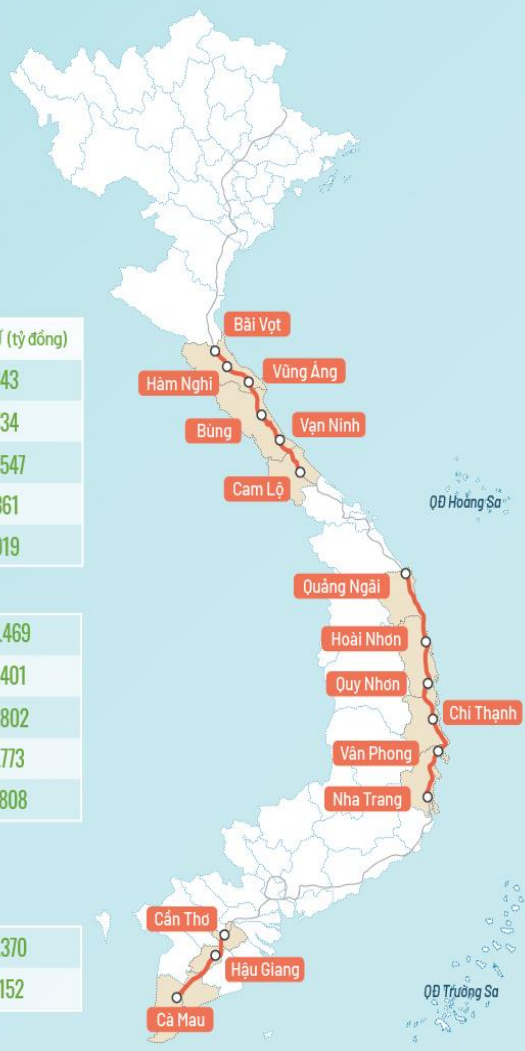 (tỷ đồng)
43
34
547
361
919
.469
401
802
773
808
370
152
Bãi Vọt
Hàm Nghi
Vũng Áng
Bùng
Vạn Ninh
Cam Lộ
QĐ Hoàng Sa
Quảng Ngãi
Hoài Nhơn
Quy Nhơn
Chí Thạnh
Vân Phong
Nha Trang
Cần Thơ
Hậu Giang
Cà Mau
QĐ Trường Sa